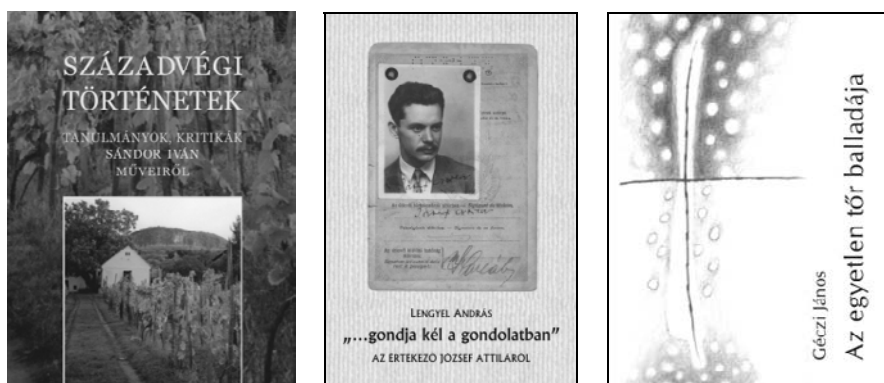 SZÁZADVÉGI
TÖRTÉNETEK
TANULMÁNYOK, KRITIKÁK
SÁNDOR IVÁN
MŰVEIRŐL
LENGYEL ANDRÁS
„...gondja kél a gondolatban”
AZ ÉRTEKEZŐ JÓZSEF ATTILÁRÓL
Géczi János
Az egyetlen tőr balladája